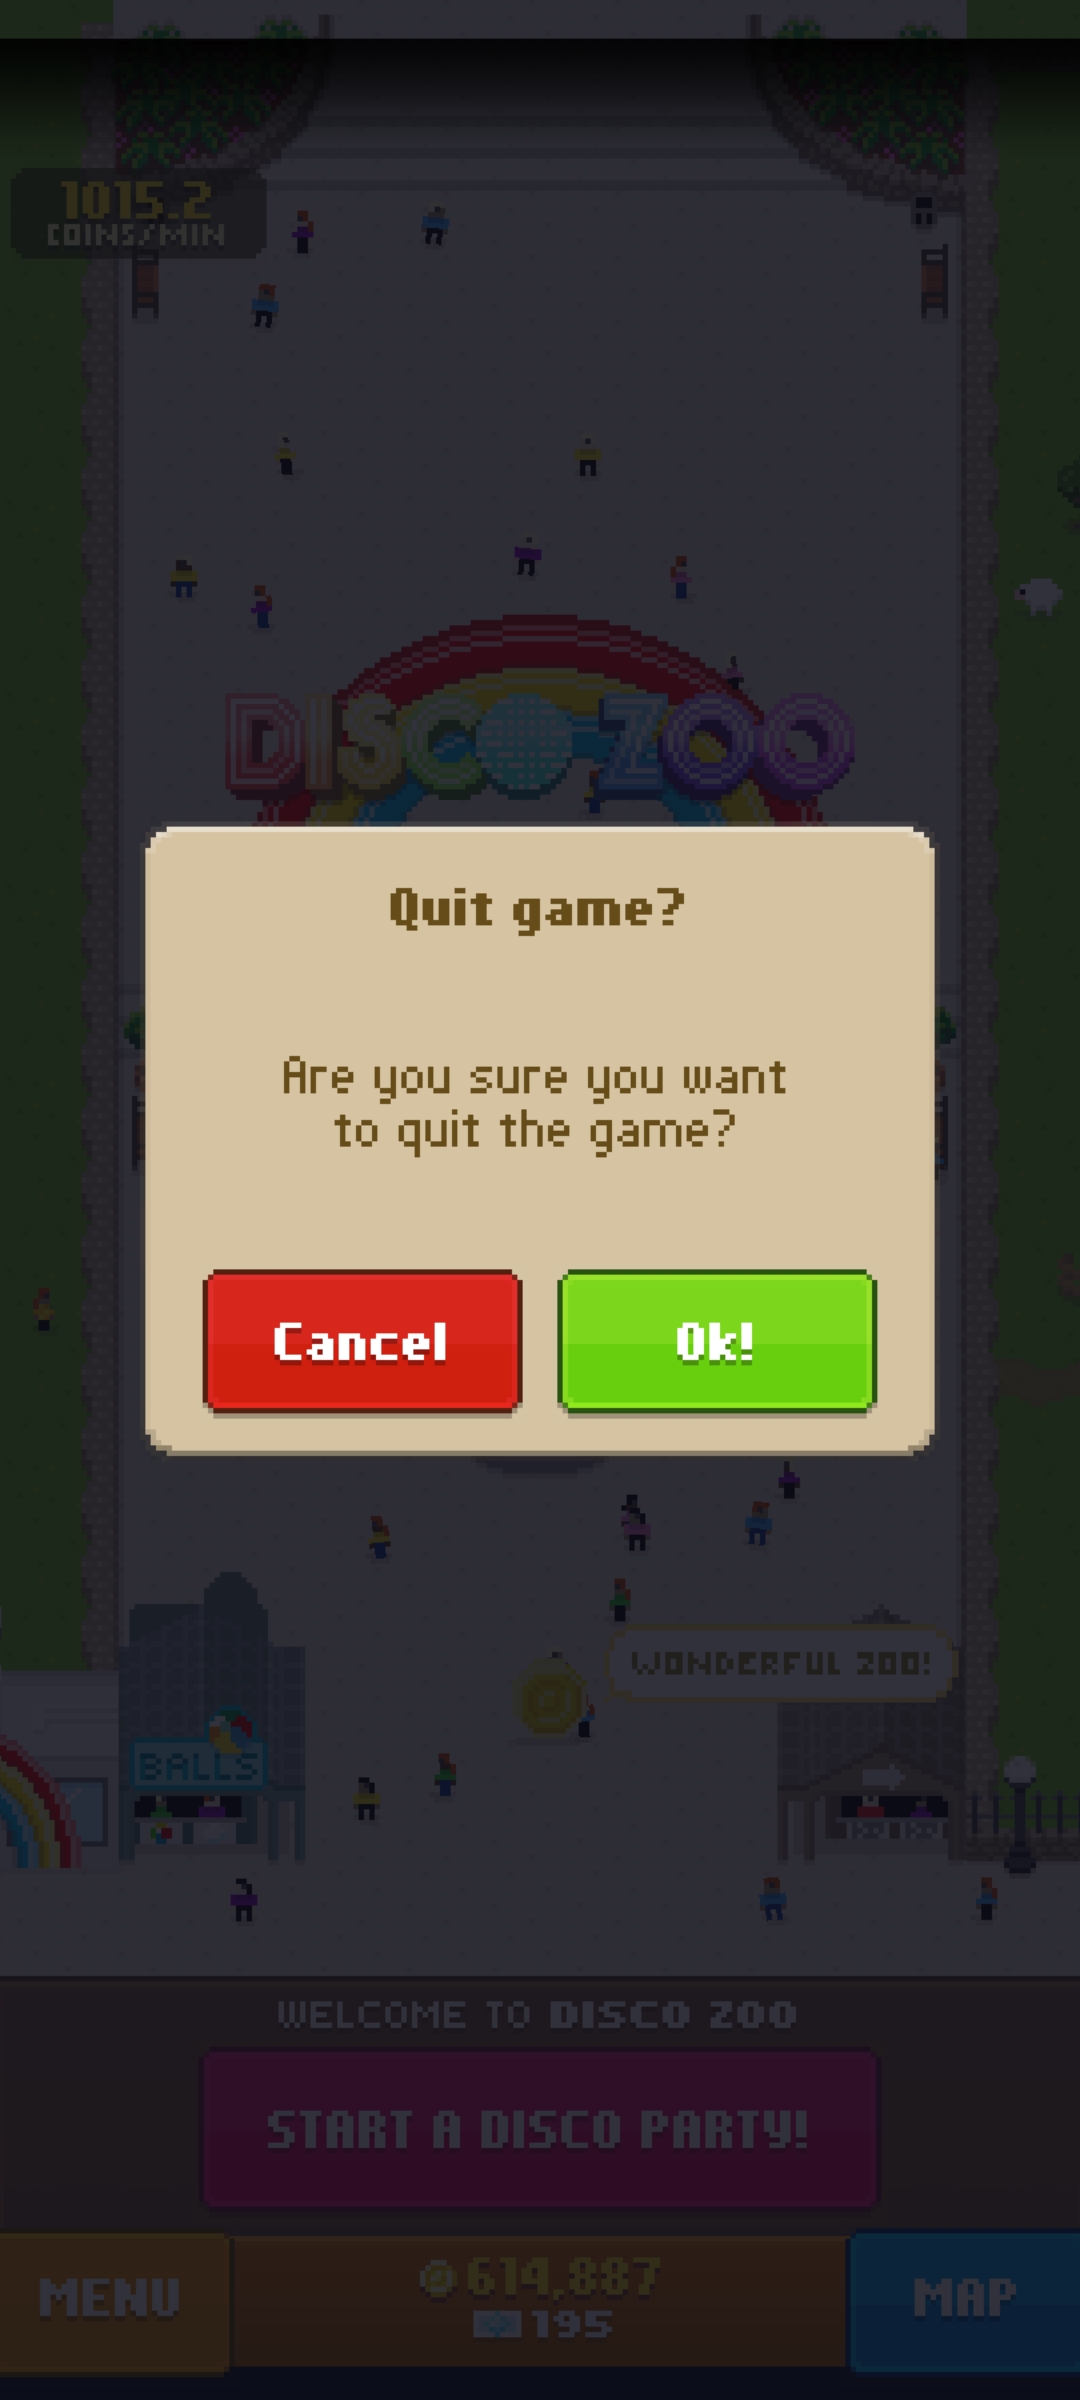 1015.2
COINS/MIN
DISCO ZOO
Quit game?
Are you sure you want
to quit the game?
Cancel
Ok!
WONDERFUL ZOO!
BALLS
WELCOME TO DISCO ZOO
START A DISCO PARTY!
MENU
614,887
195
MAP